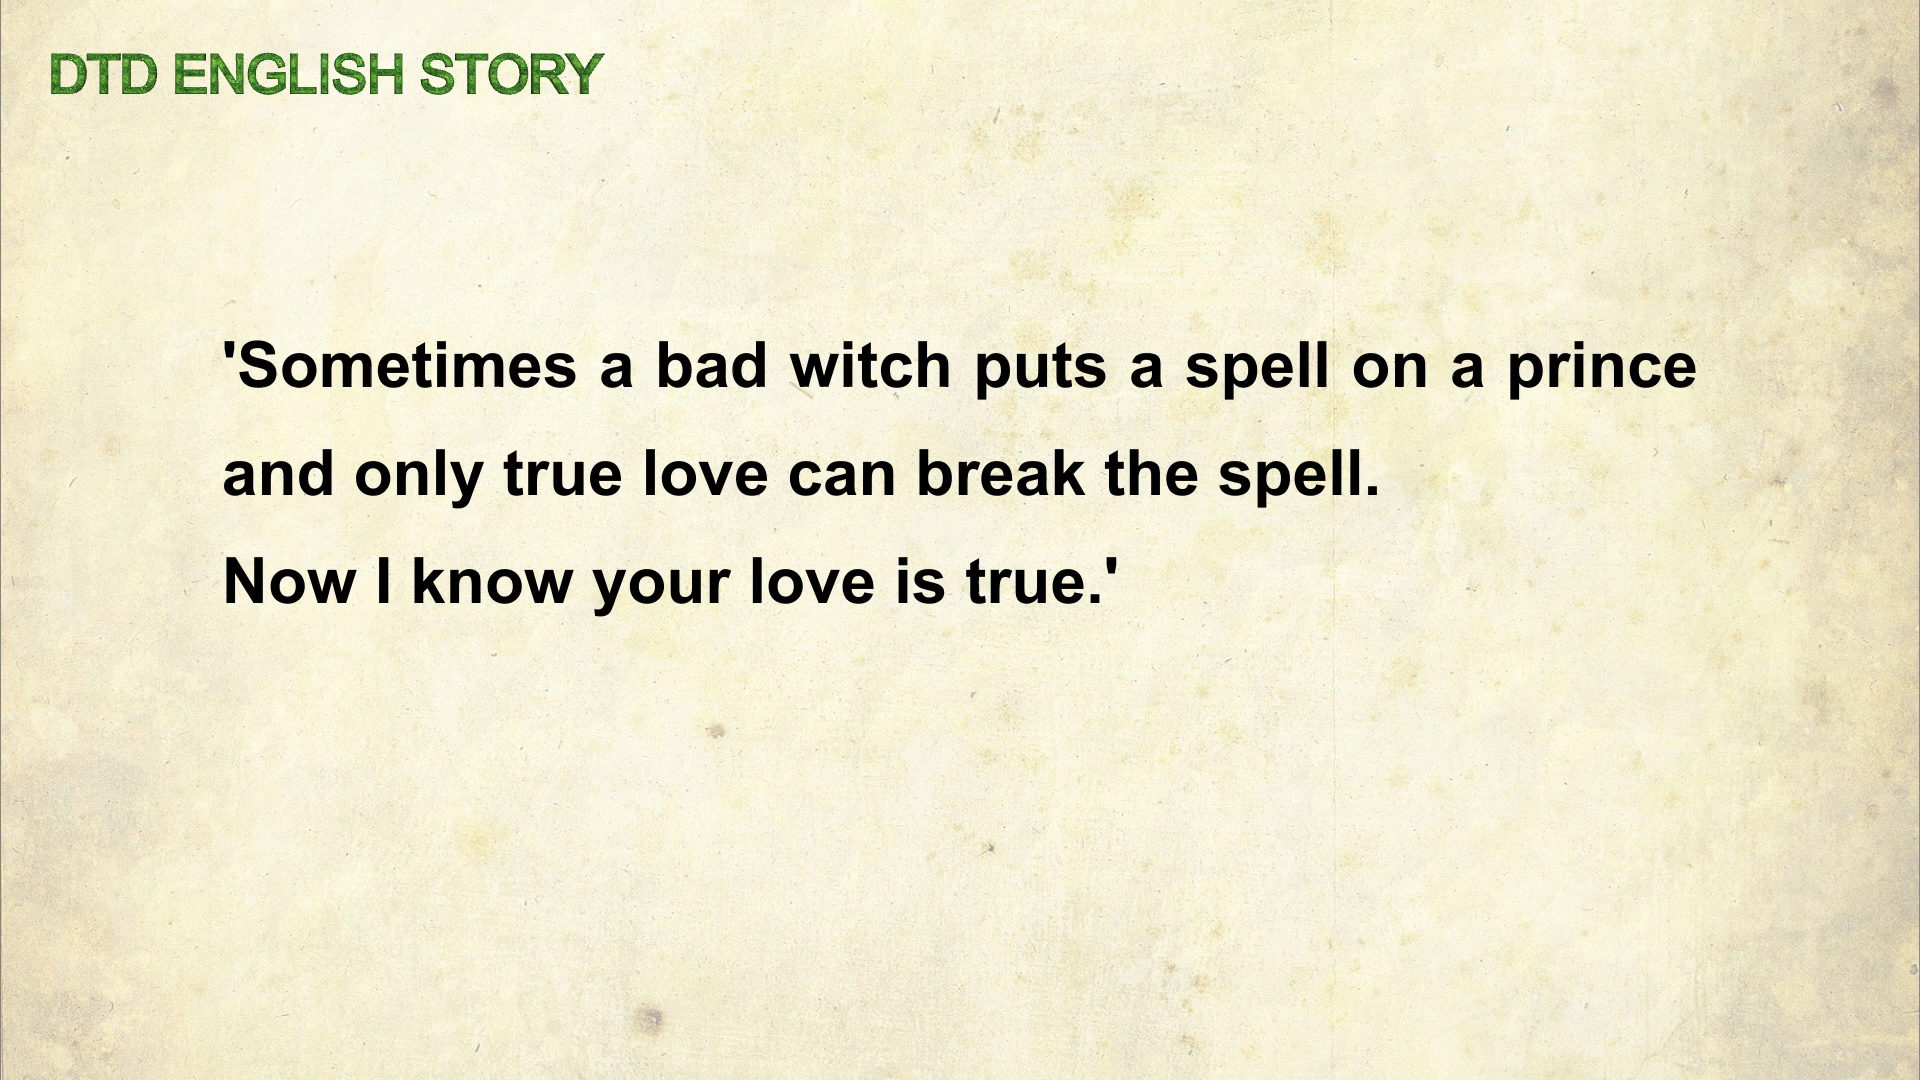 DTD ENGLISH STORY
'Sometimes a bad witch puts a spell on a prince
and only true love can break the spell.
Now I know your love is true.'